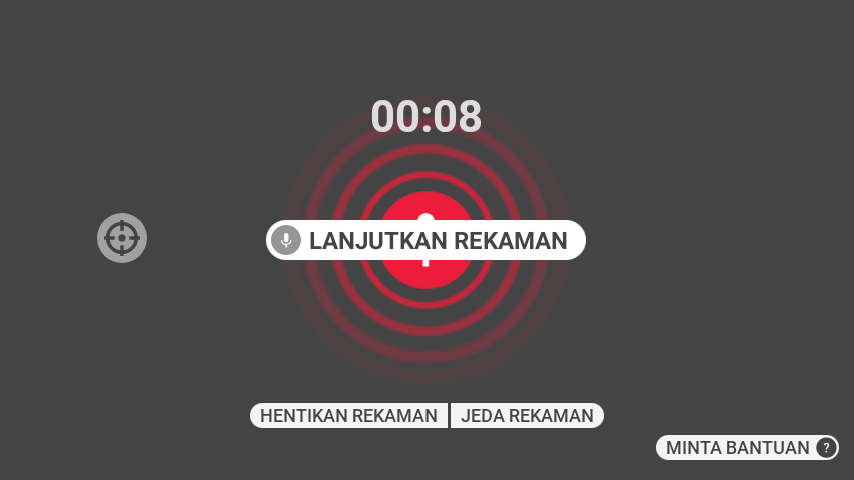 00:08
LANJUTKAN REKAMAN
HENTIKAN REKAMAN
JEDA REKAMAN
MINTA BANTUAN ?